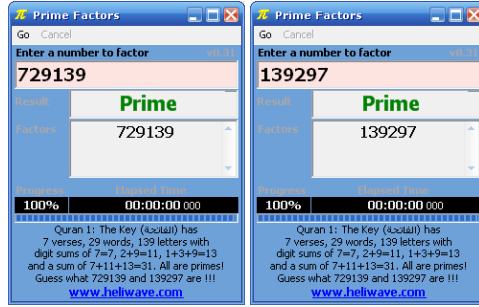 Prime Factors
Go Cancel
Enter a number to factor v0.31
729139
Result Prime
Factors 729139
Progress Elapsed Time
100% 00:00:00 000
Quran 1: The Key (الفاتحة) has
7 verses, 29 words, 139 letters with
digit sums of 7=7, 2+9=11, 1+3+9=13
and a sum of 7+11+13=31. All are primes!
Guess what 729139 and 139297 are !!!
www.heliwave.com
Prime Factors
Go Cancel
Enter a number to factor v0.31
139297
Result Prime
Factors 139297
Progress Elapsed Time
100% 00:00:00 000
Quran 1: The Key (الفاتحة) has
7 verses, 29 words, 139 letters with
digit sums of 7=7, 2+9=11, 1+3+9=13
and a sum of 7+11+13=31. All are primes!
Guess what 729139 and 139297 are !!!
www.heliwave.com